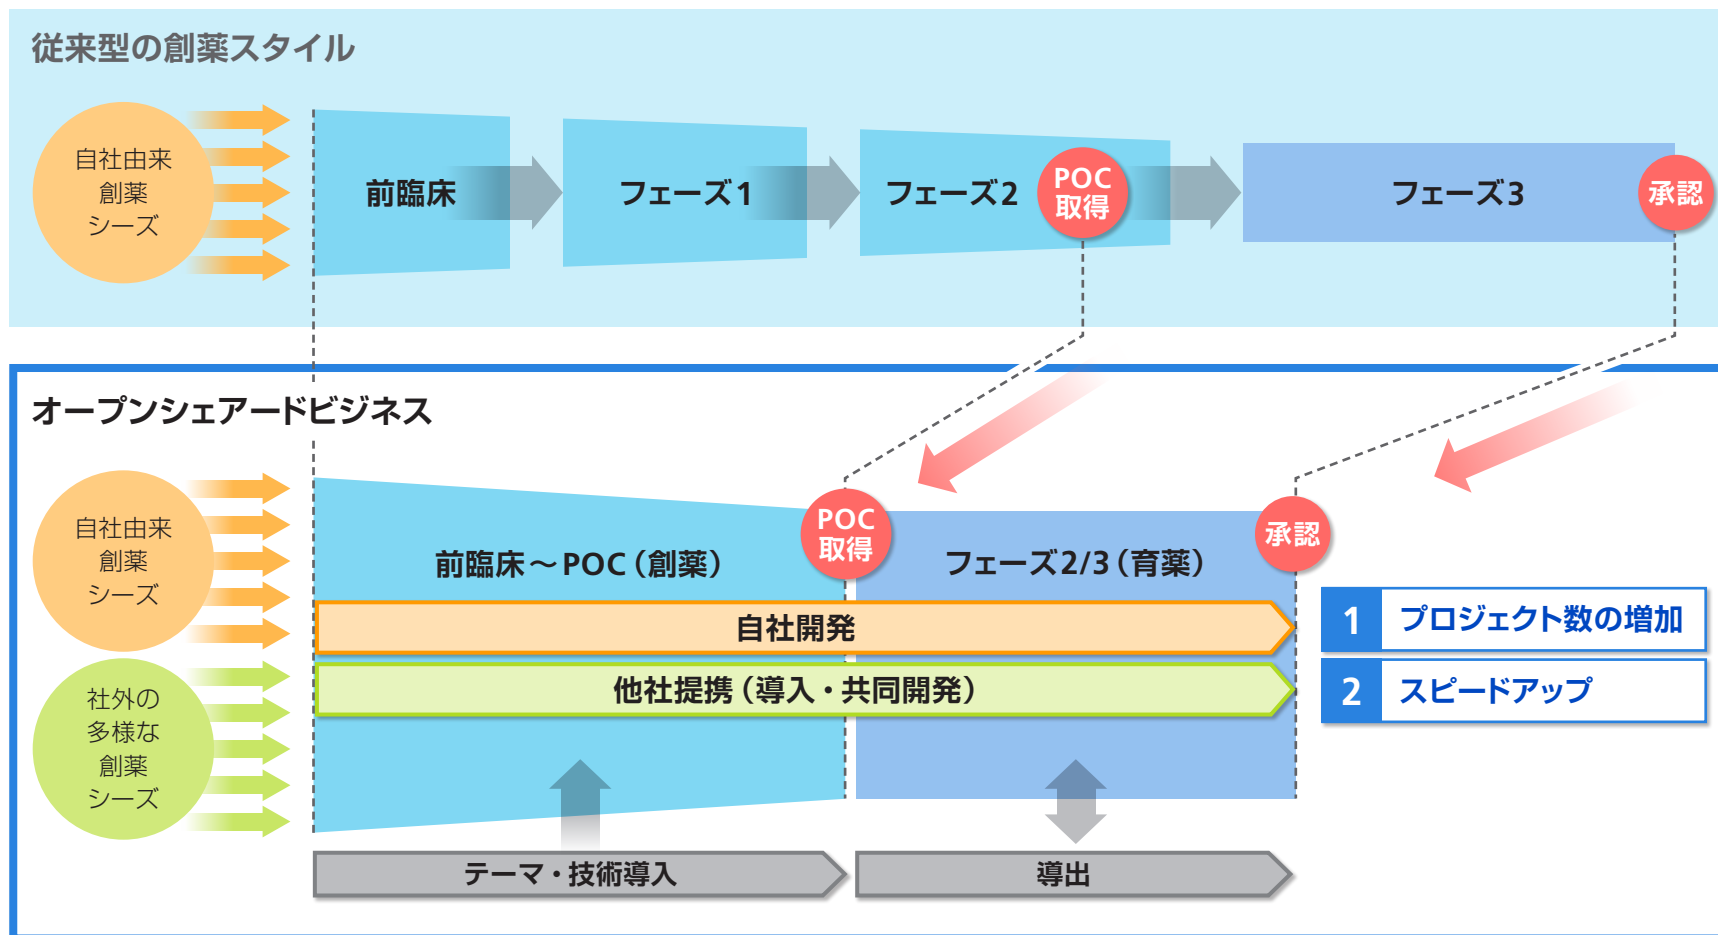 従来型の創薬スタイル
自社由来
創薬
シーズ
前臨床
フェーズ1
フェーズ2
POC
取得
フェーズ3
承認
オープンシェアードビジネス
自社由来
創薬
シーズ
社外の
多様な
創薬
シーズ
前臨床～POC（創薬）
POC
取得
フェーズ2/3（育薬）
承認
自社開発
他社提携（導入・共同開発）
テーマ・技術導入
導出
1 プロジェクト数の増加
2 スピードアップ